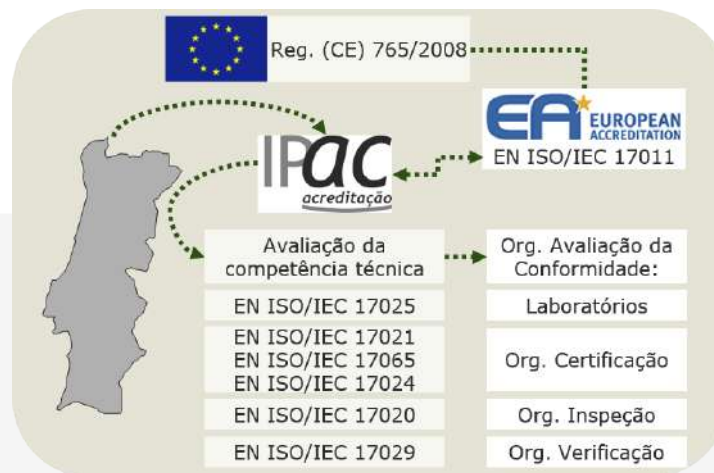 Reg. (CE) 765/2008
EA EUROPEAN
ACCREDITATION
EN ISO/IEC 17011
IPac
acreditação
Avaliação da
competência técnica
Org. Avaliação da
Conformidade:
EN ISO/IEC 17025
Laboratórios
EN ISO/IEC 17021
EN ISO/IEC 17065
EN ISO/IEC 17024
Org. Certificação
EN ISO/IEC 17020
Org. Inspeção
EN ISO/IEC 17029
Org. Verificação